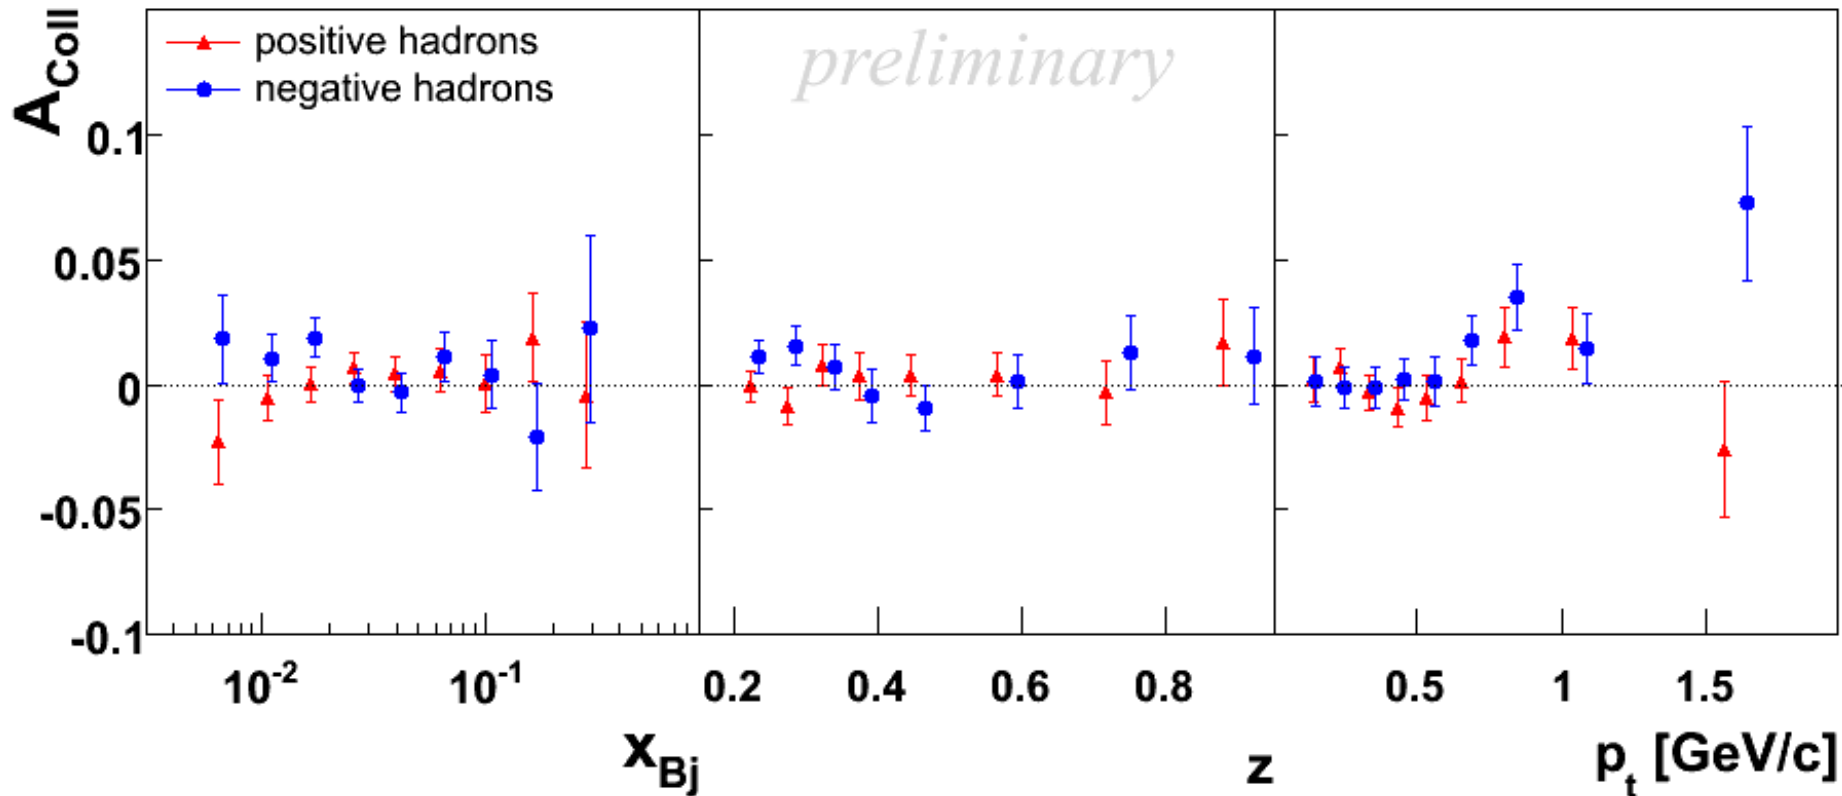 A_Coll
positive hadrons
negative hadrons
preliminary
0.1
0.05
0
-0.05
-0.1
10^-2 10^-1
0.2 0.4 0.6 0.8
0.5 1 1.5
x_Bj
z
p_t [GeV/c]